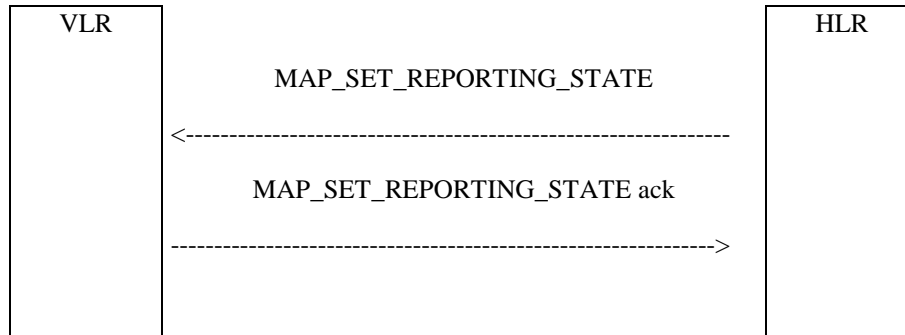 VLR HLR
MAP_SET_REPORTING_STATE
<---------------------------------------------------------------
MAP_SET_REPORTING_STATE ack
--------------------------------------------------------------->